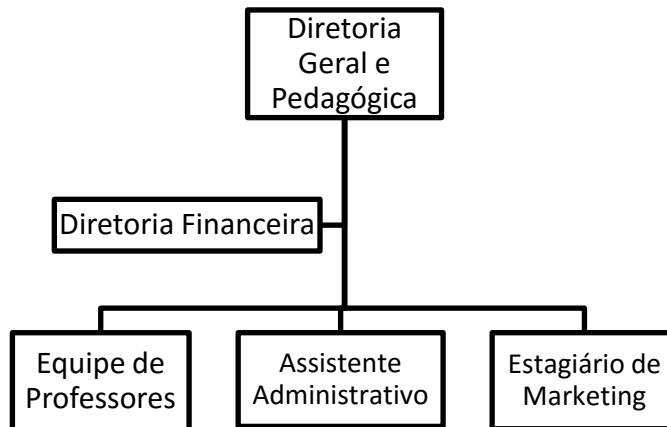 Diretoria
Geral e
Pedagógica
Diretoria Financeira
Equipe de
Professores
Assistente
Administrativo
Estagiário de
Marketing